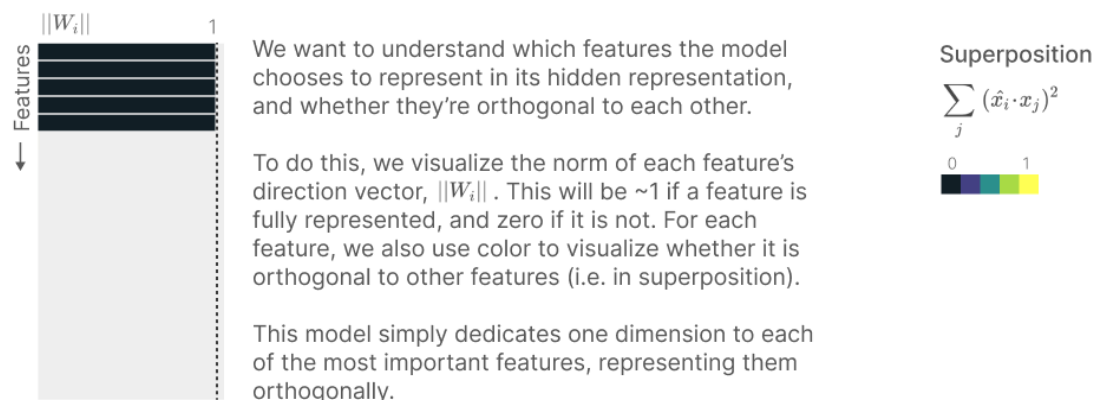 ||W_i|| 1
Features
We want to understand which features the model
chooses to represent in its hidden representation,
and whether they're orthogonal to each other.
To do this, we visualize the norm of each feature's
direction vector, ||W_i|| . This will be ~1 if a feature is
fully represented, and zero if it is not. For each
feature, we also use color to visualize whether it is
orthogonal to other features (i.e. in superposition).
This model simply dedicates one dimension to each
of the most important features, representing them
orthogonally.
Superposition
∑_j (x̂_i·x_j)²
0 1